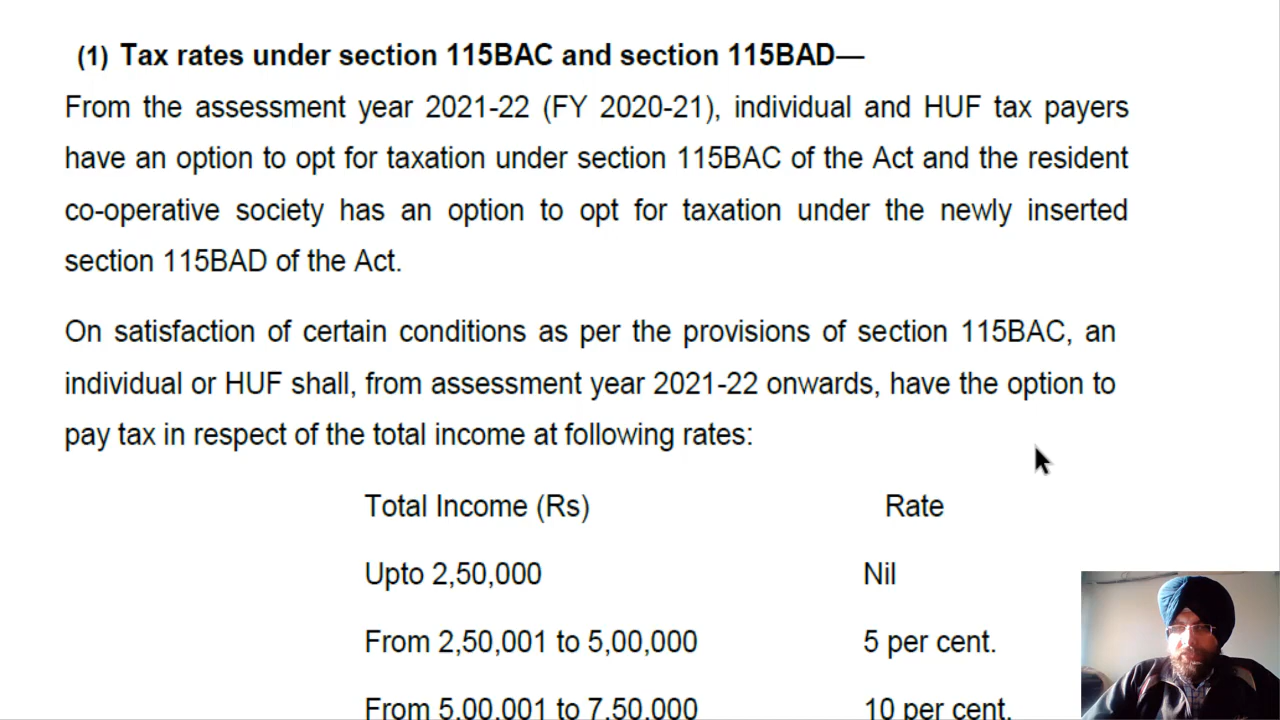 (1) Tax rates under section 115BAC and section 115BAD—
From the assessment year 2021-22 (FY 2020-21), individual and HUF tax payers
have an option to opt for taxation under section 115BAC of the Act and the resident
co-operative society has an option to opt for taxation under the newly inserted
section 115BAD of the Act.
On satisfaction of certain conditions as per the provisions of section 115BAC, an
individual or HUF shall, from assessment year 2021-22 onwards, have the option to
pay tax in respect of the total income at following rates:
Total Income (Rs) Rate
Upto 2,50,000 Nil
From 2,50,001 to 5,00,000 5 per cent.
From 5,00,001 to 7,50,000 10 per cent.